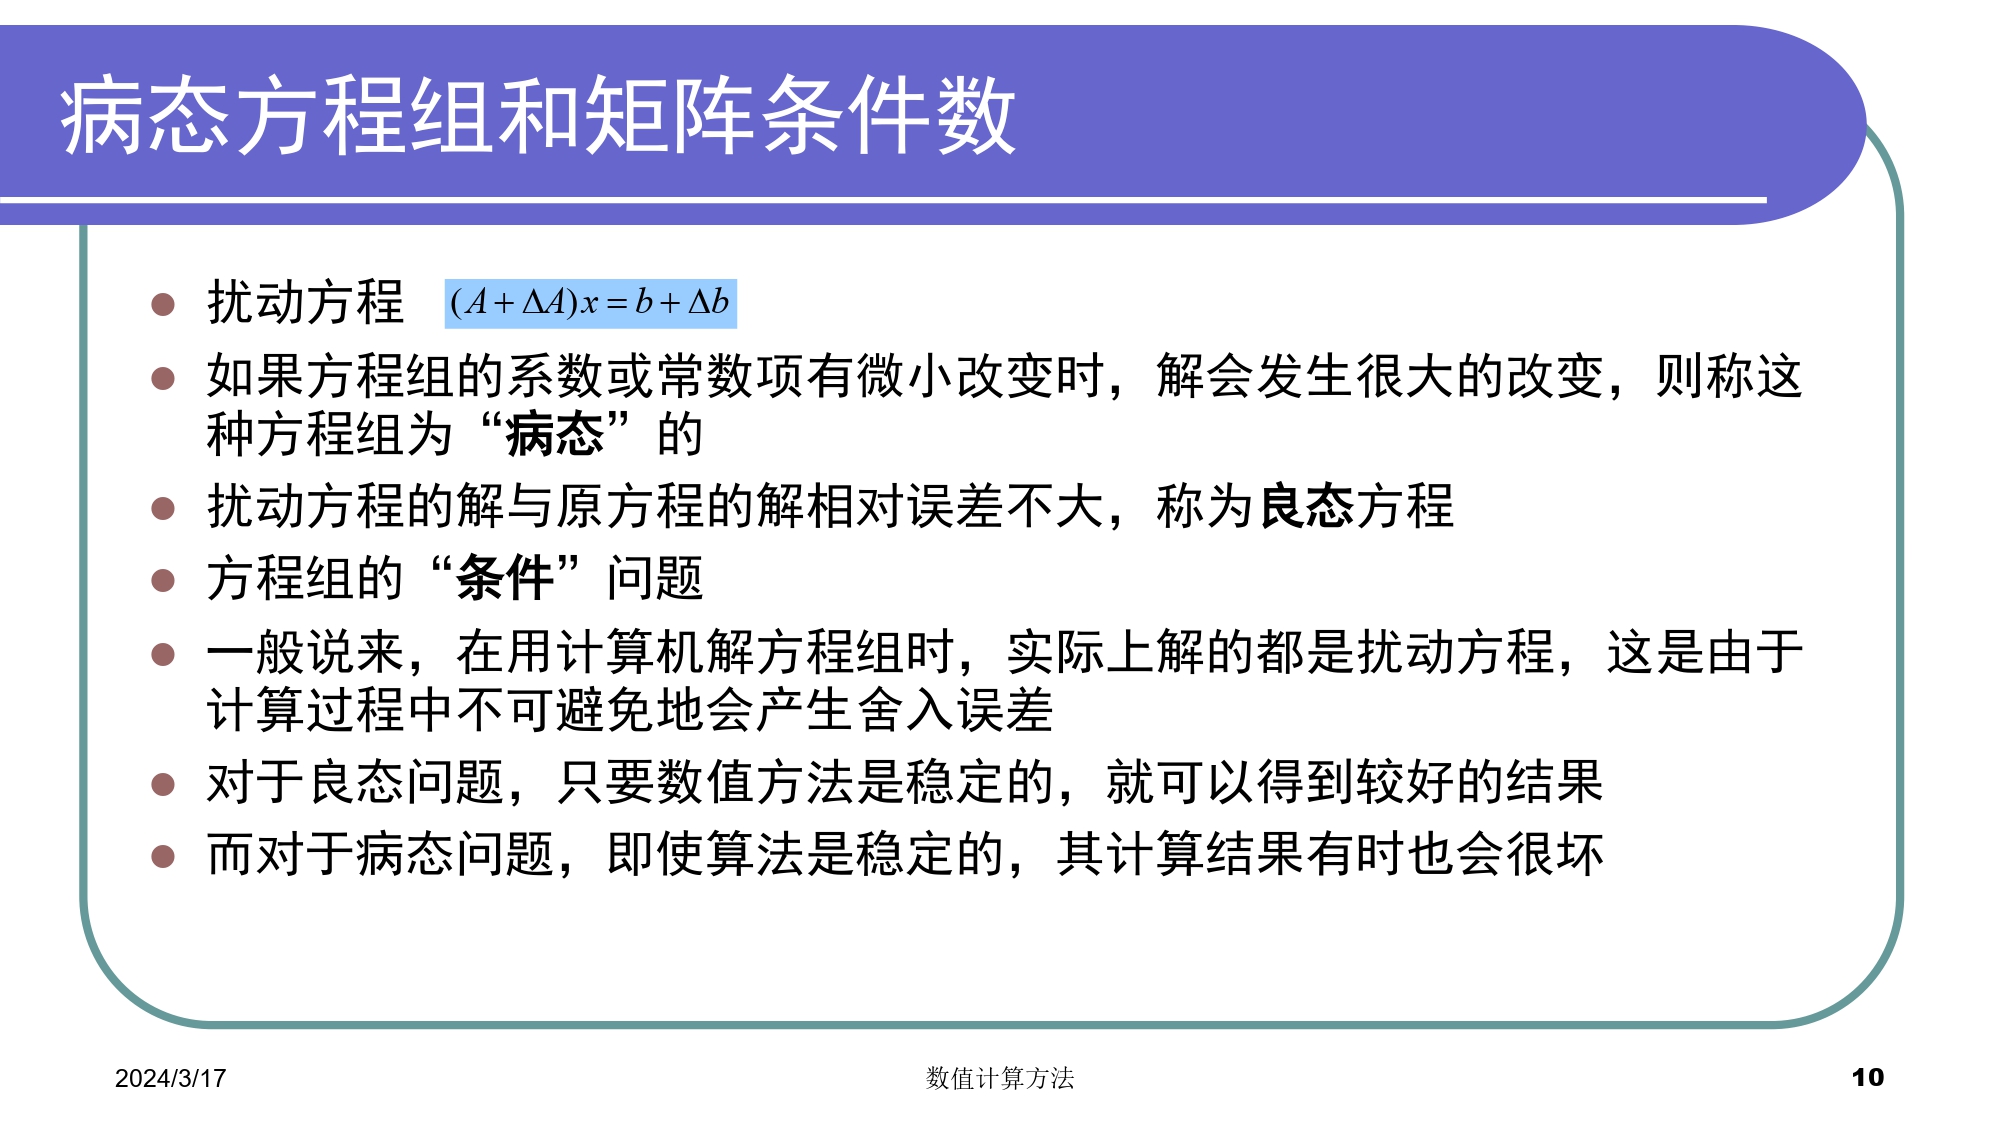 病态方程组和矩阵条件数
扰动方程 (A+ΔA)x=b+Δb
如果方程组的系数或常数项有微小改变时，解会发生很大的改变，则称这
种方程组为“病态”的
扰动方程的解与原方程的解相对误差不大，称为良态方程
方程组的“条件”问题
一般说来，在用计算机解方程组时，实际上解的都是扰动方程，这是由于
计算过程中不可避免地会产生舍入误差
对于良态问题，只要数值方法是稳定的，就可以得到较好的结果
而对于病态问题，即使算法是稳定的，其计算结果有时也会很坏
2024/3/17
数值计算方法
10